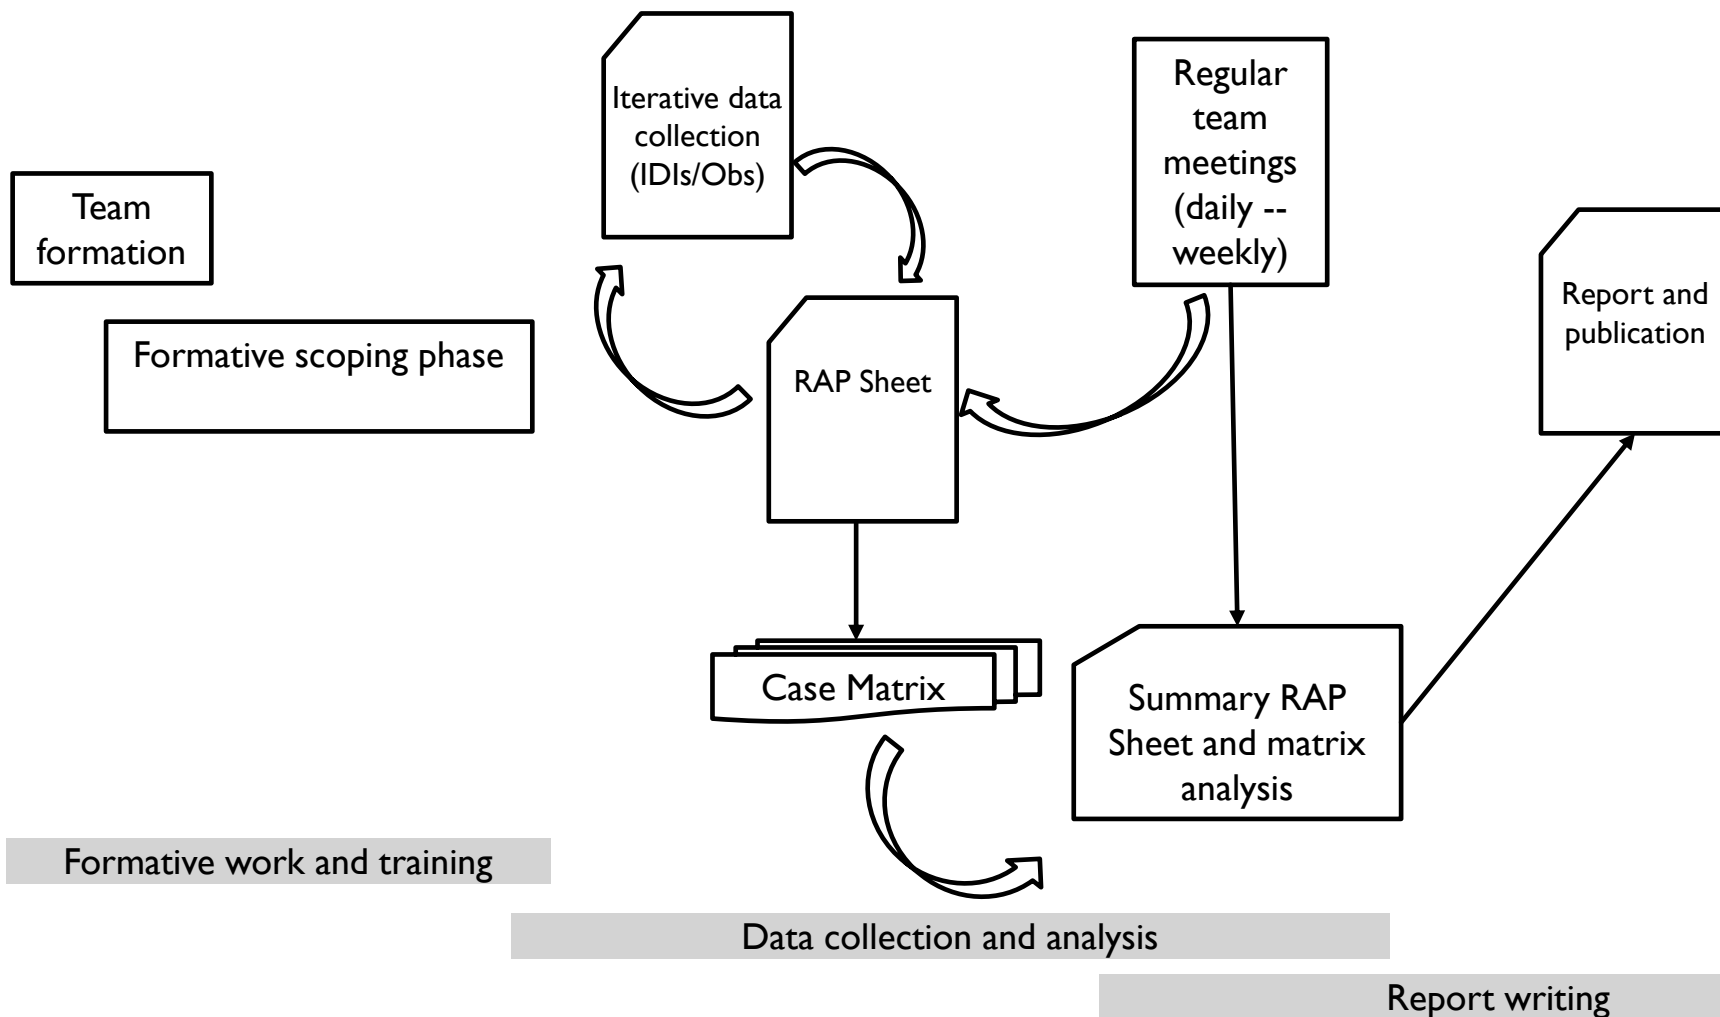 Team
formation
Formative scoping phase
Iterative data
collection
(IDIs/Obs)
RAP Sheet
Regular
team
meetings
(daily --
weekly)
Case Matrix
Summary RAP
Sheet and matrix
analysis
Report and
publication
Formative work and training
Data collection and analysis
Report writing